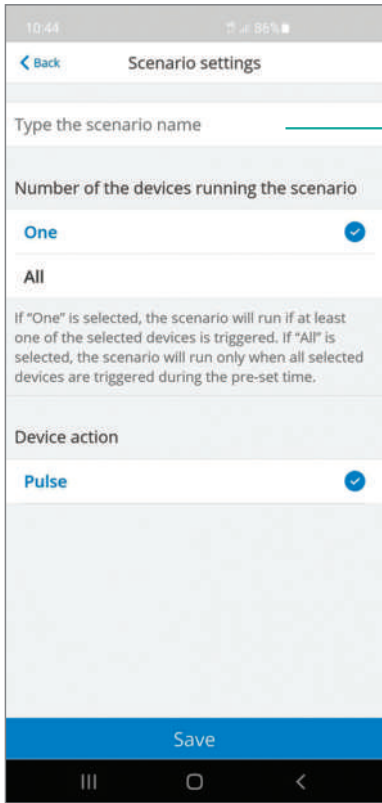 10:44 86%
Back Scenario settings
Type the scenario name
Number of the devices running the scenario
One
All
If "One" is selected, the scenario will run if at least
one of the selected devices is triggered. If "All" is
selected, the scenario will run only when all selected
devices are triggered during the pre-set time.
Device action
Pulse
Save